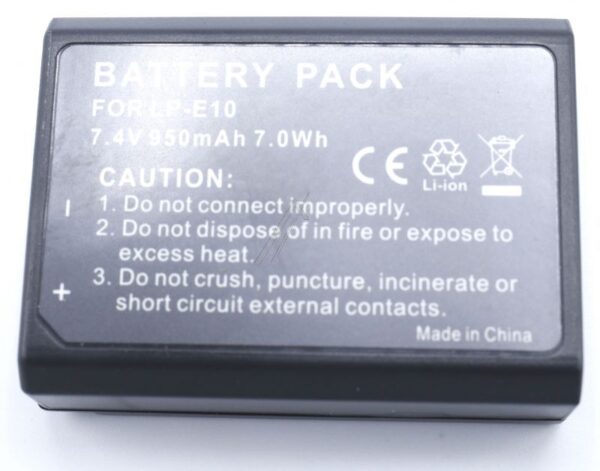 BATTERY PACK
FOR LP-E10
7.4V 950mAh 7.0Wh
CE
Li-ion
CAUTION:
1. Do not connect improperly.
2. Do not dispose of in fire or expose to
excess heat.
3. Do not crush, puncture, incinerate or
short circuit external contacts.
Made in China